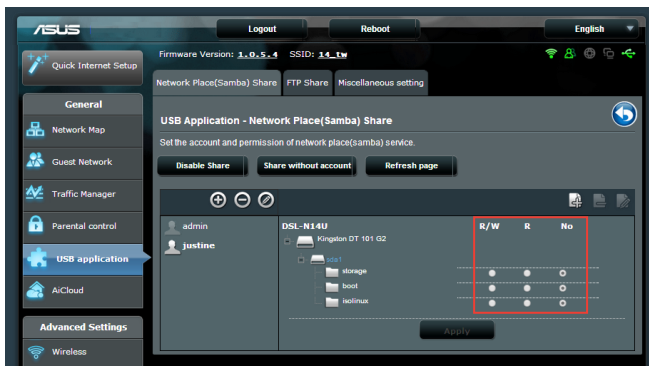 ASUS
Logout
Reboot
English
Quick Internet Setup
Firmware Version: 1.0.5.4 SSID: 14_tw
Network Place(Samba) Share
FTP Share
Miscellaneous setting
General
Network Map
Guest Network
Traffic Manager
Parental control
USB application
AiCloud
Advanced Settings
Wireless
USB Application - Network Place(Samba) Share
Set the account and permission of network place(samba) service.
Disable Share
Share without account
Refresh page
admin
justine
DSL-N14U
R/W R No
Kingston DT 101 G2
sda1
storage
boot
isolinux
Apply